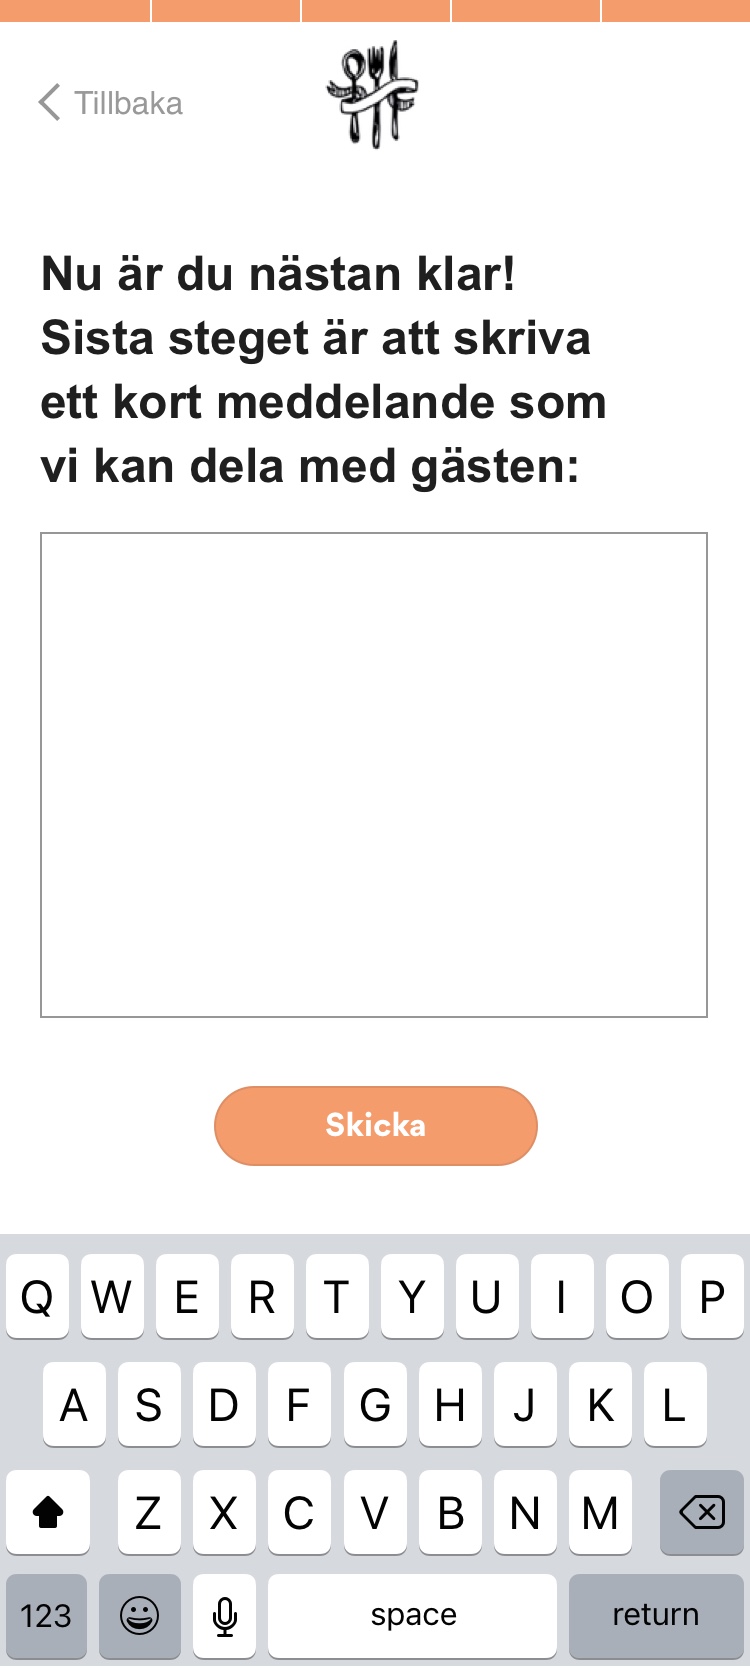 Tillbaka
Nu är du nästan klar!
Sista steget är att skriva
ett kort meddelande som
vi kan dela med gästen:
Skicka
Q W E R T Y U I O P
A S D F G H J K L
Z X C V B N M
123 space return